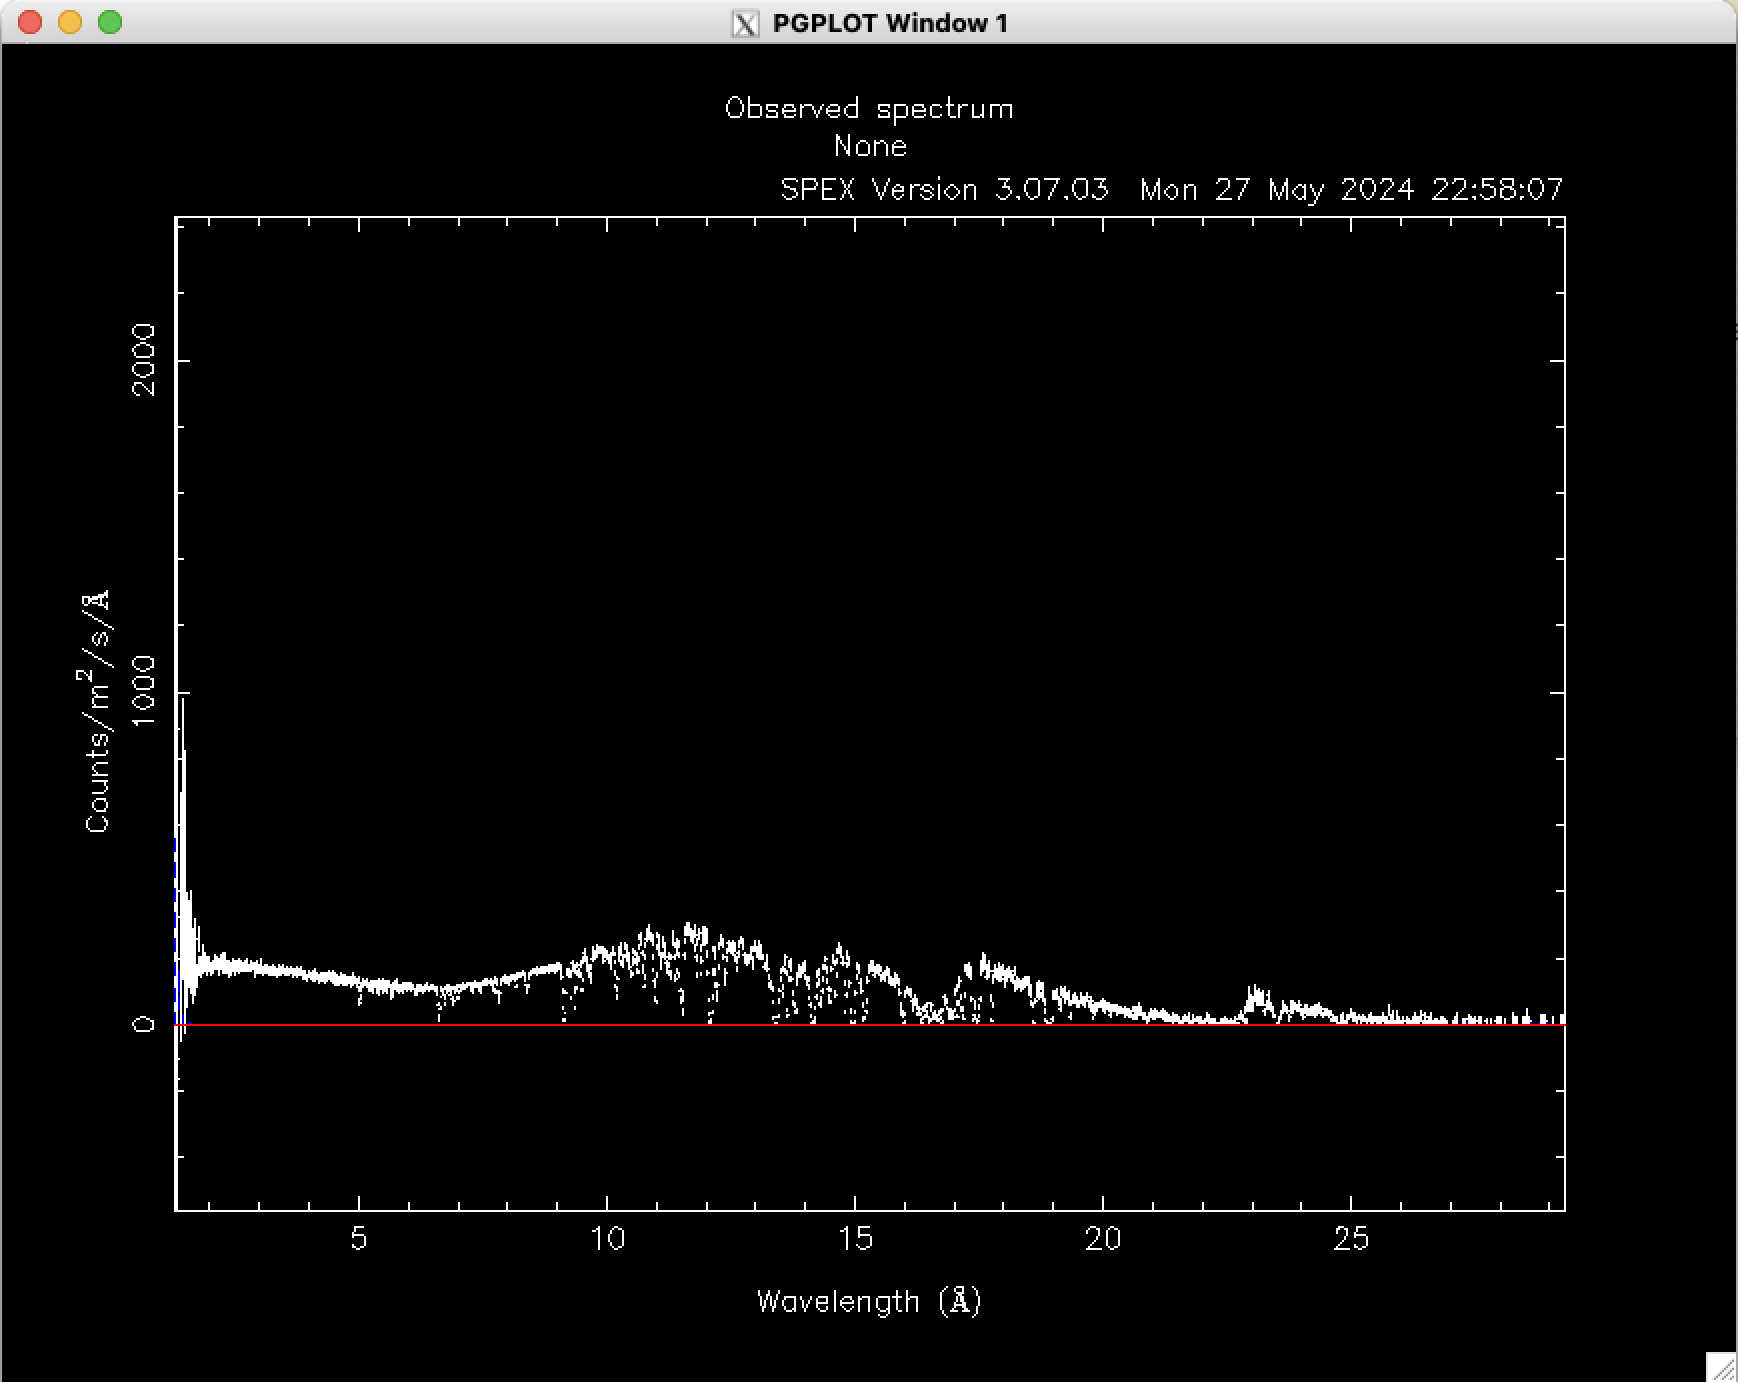 PGPLOT Window 1
Observed spectrum
None
SPEX Version 3.07.03 Mon 27 May 2024 22:58:07
2000
1000
0
Counts/m²/s/Å
5 10 15 20 25
Wavelength (Å)